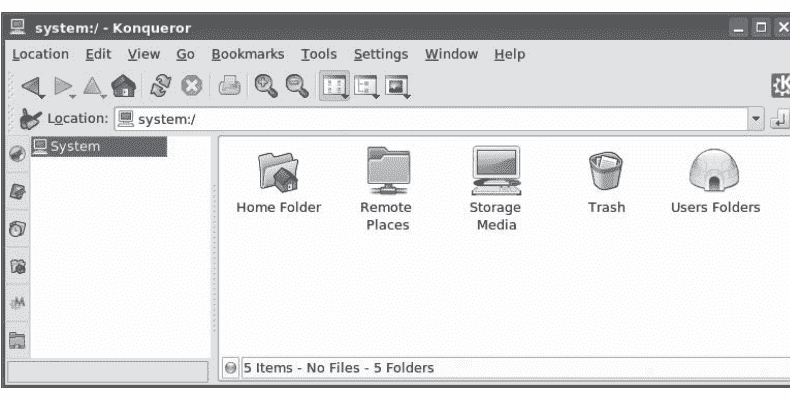 system:/ - Konqueror
Location Edit View Go Bookmarks Tools Settings Window Help
Location: system:/
System
Home Folder
Remote
Places
Storage
Media
Trash
Users Folders
5 Items - No Files - 5 Folders